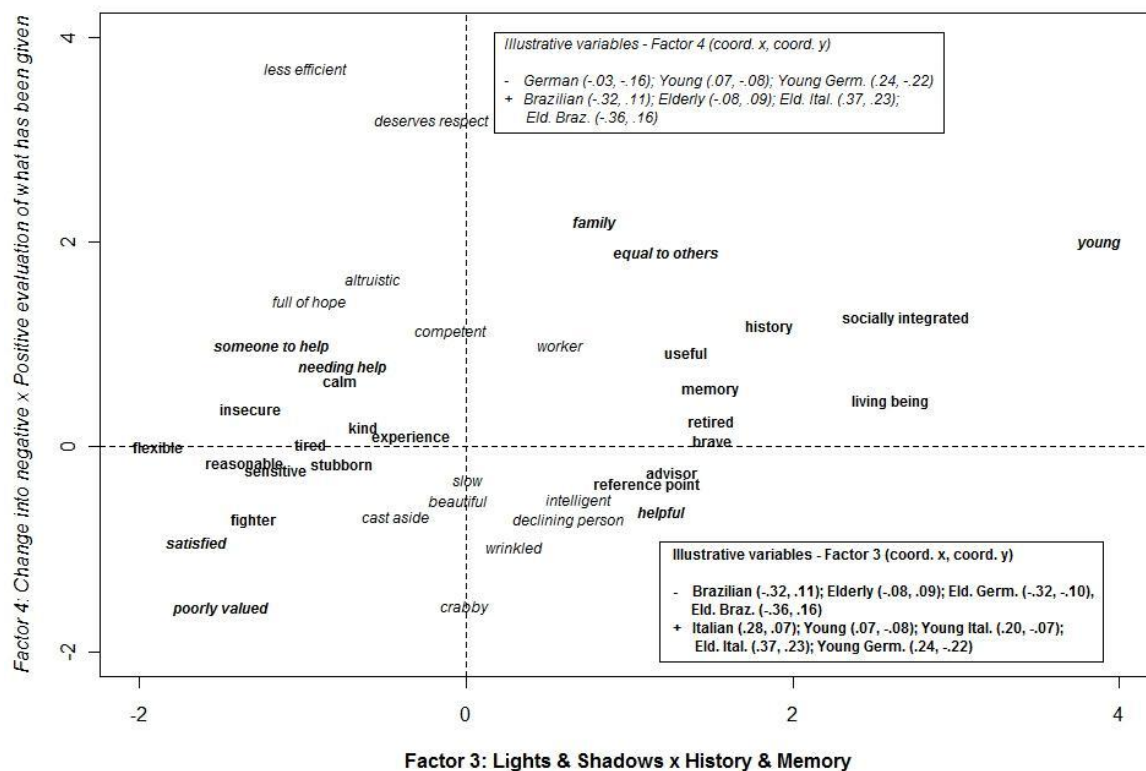 Factor 4: Change into negative x Positive evaluation of what has been given
4
2
0
-2
less efficient
deserves respect
Illustrative variables - Factor 4 (coord. x, coord. y)
- German (-.03, -.16); Young (.07, -.08); Young Germ. (.24, -.22)
+ Brazilian (-.32, .11); Elderly (-.08, .09); Eld. Ital. (.37, .23);
Eld. Braz. (-.36, .16)
family
equal to others
young
altruistic
full of hope
socially integrated
history
competent
someone to help
worker
useful
needing help
calm
memory
living being
insecure
retired
kind
experience
brave
flexible
tired
reasonable
stubborn
sensitive
advisor
slow
reference point
beautiful
intelligent
helpful
fighter
cast aside
declining person
satisfied
wrinkled
poorly valued
crabby
Illustrative variables - Factor 3 (coord. x, coord. y)
- Brazilian (-.32, .11); Elderly (-.08, .09); Eld. Germ. (-.32, -.10),
Eld. Braz. (-.36, .16)
+ Italian (.28, .07); Young (.07, -.08); Young Ital. (.20, -.07);
Eld. Ital. (.37, .23); Young Germ. (.24, -.22)
-2
0
2
4
Factor 3: Lights & Shadows x History & Memory